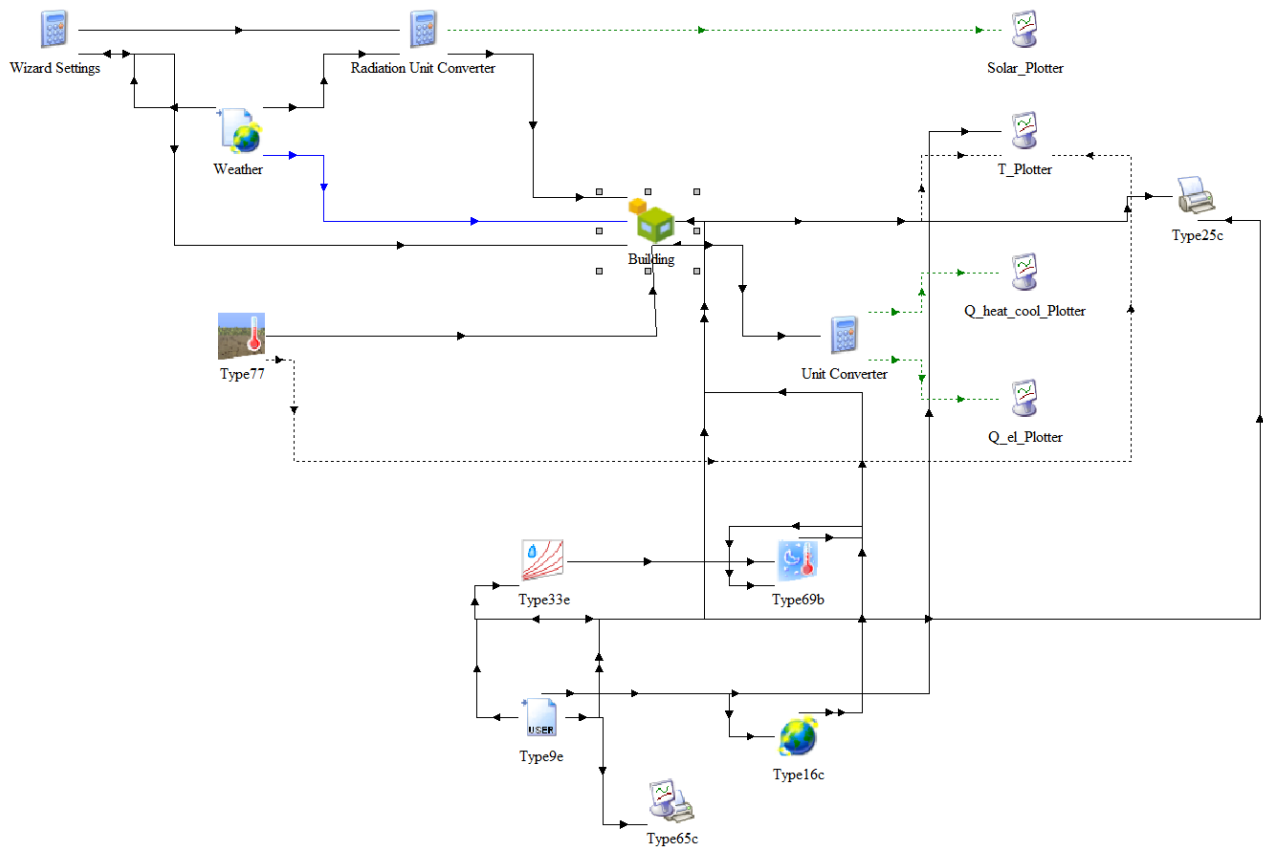 Wizard Settings
Radiation Unit Converter
Solar_Plotter
Weather
T_Plotter
Type25c
Building
Q_heat_cool_Plotter
Type77
Unit Converter
Q_el_Plotter
Type33e
Type69b
USER
Type9e
Type16c
Type65c